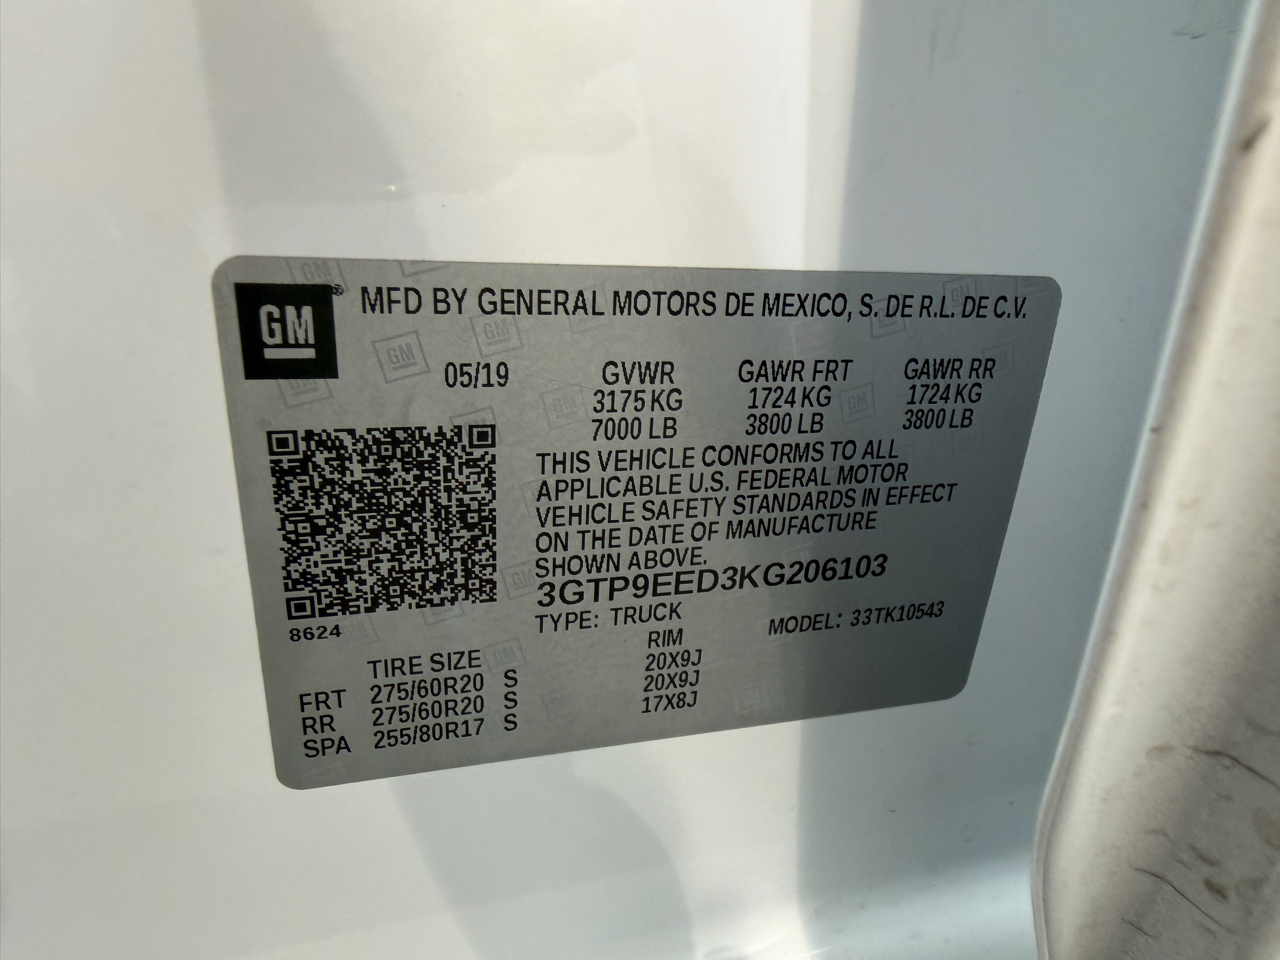 GM
MFD BY GENERAL MOTORS DE MEXICO, S. DE R.L. DE C.V.
05/19 GVWR GAWR FRT GAWR RR
3175 KG 1724 KG 1724 KG
7000 LB 3800 LB 3800 LB
THIS VEHICLE CONFORMS TO ALL
APPLICABLE U.S. FEDERAL MOTOR
VEHICLE SAFETY STANDARDS IN EFFECT
ON THE DATE OF MANUFACTURE
SHOWN ABOVE.
3GTP9EED3KG206103
8624
TYPE: TRUCK MODEL: 33TK10543
TIRE SIZE RIM
FRT 275/60R20 S 20X9J
RR 275/60R20 S 20X9J
SPA 255/80R17 S 17X8J